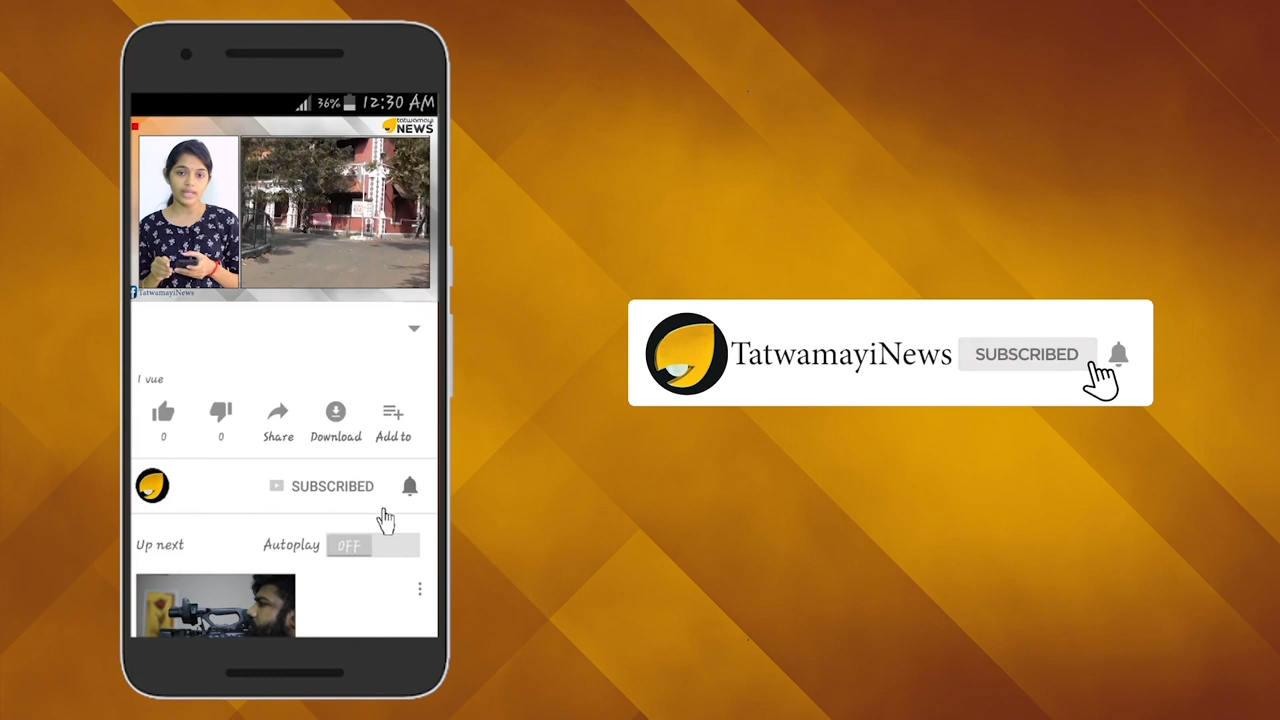 36% 12:30 AM
tatwamayi
NEWS
TatwamayiNews
1 vue
0 0 Share Download Add to
SUBSCRIBED
Up next Autoplay OFF
TatwamayiNews SUBSCRIBED